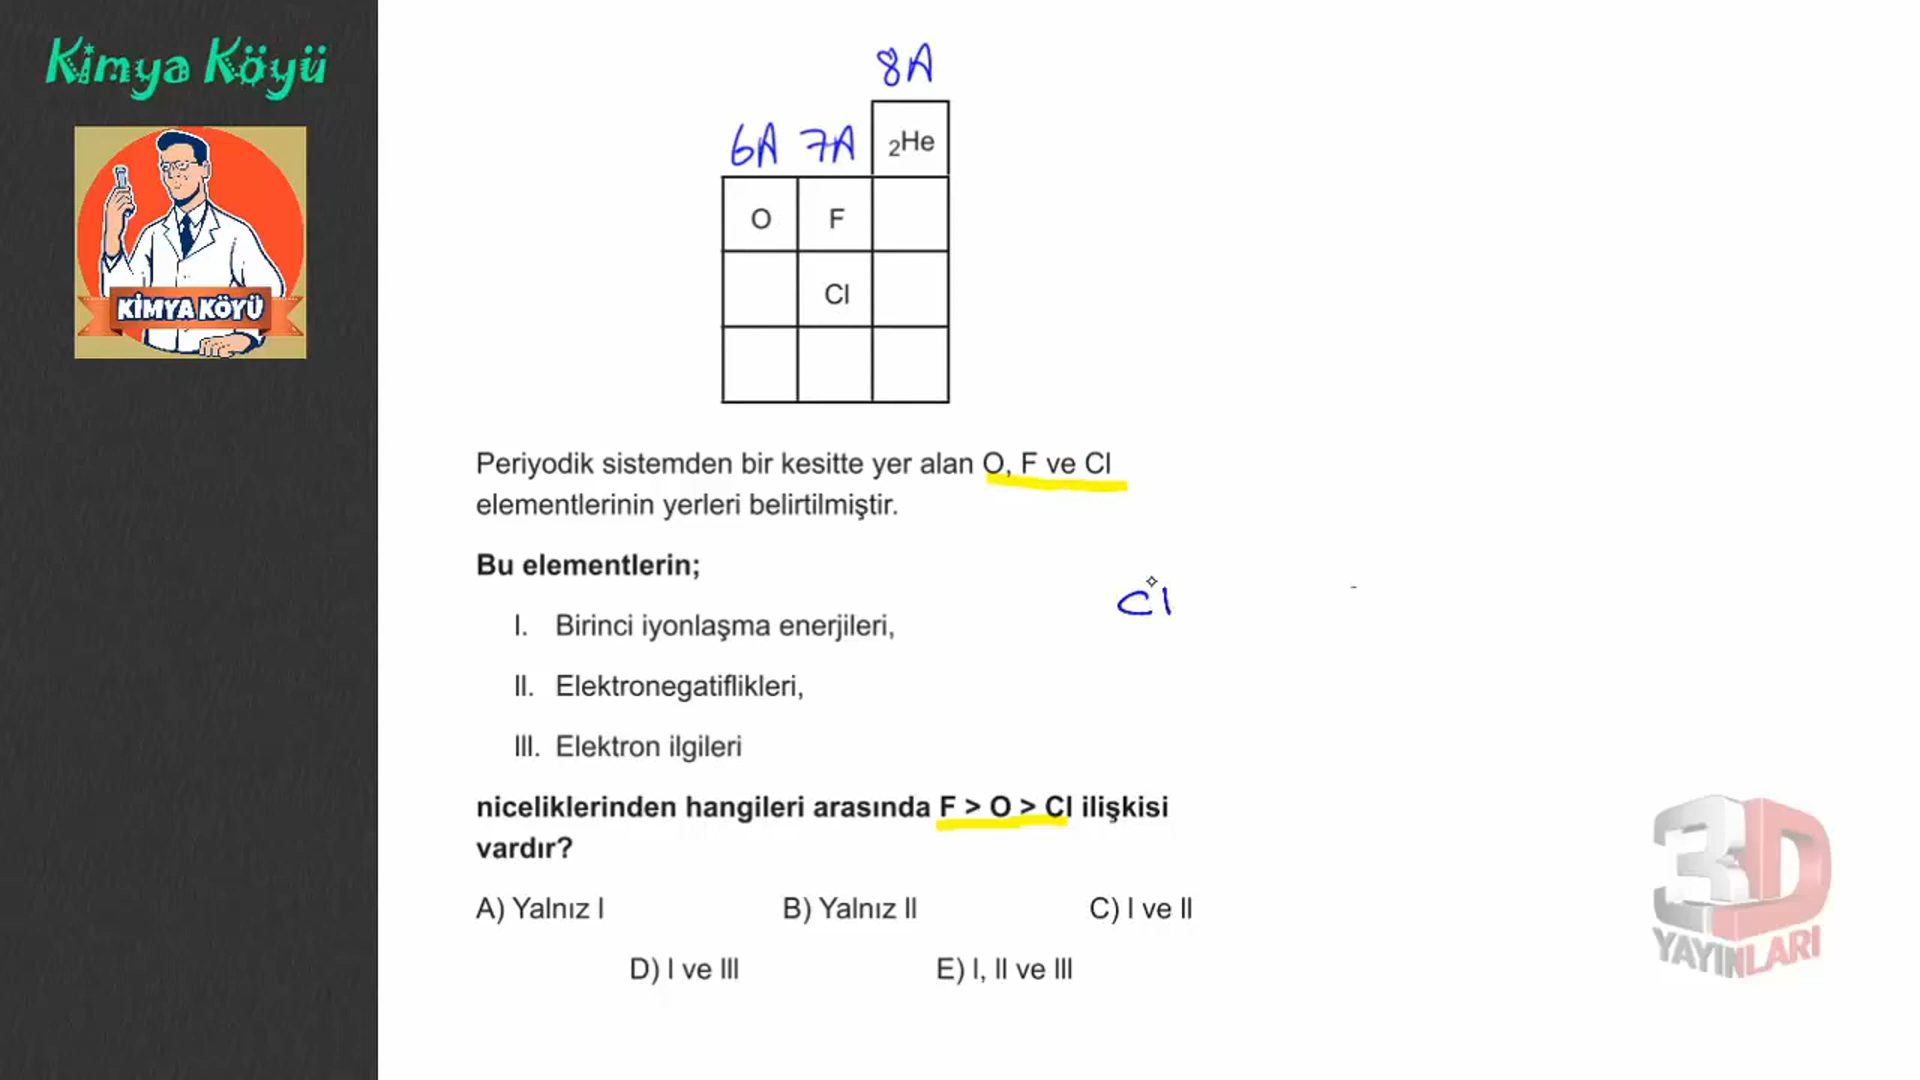 Kimya Köyü
8A
6A 7A
₂He
O F
Cl
KİMYA KÖYÜ
Periyodik sistemden bir kesitte yer alan O, F ve Cl
elementlerinin yerleri belirtilmiştir.
Bu elementlerin;
Cl
I. Birinci iyonlaşma enerjileri,
II. Elektronegatiflikleri,
III. Elektron ilgileri
niceliklerinden hangileri arasında F > O > Cl ilişkisi
vardır?
A) Yalnız I B) Yalnız II C) I ve II
D) I ve III E) I, II ve III
3D
YAYINLARI